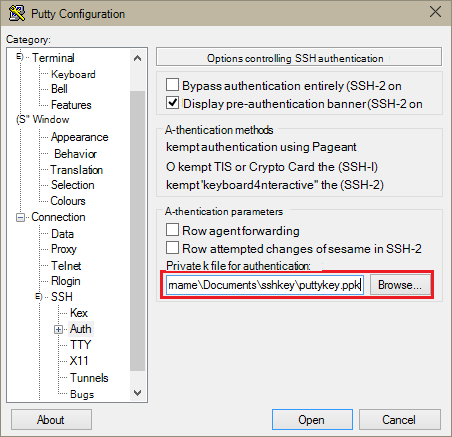 Putty Configuration
Category:
Terminal
Keyboard
Bell
Features
(S" Window
Appearance
Behavior
Translation
Selection
Colours
Connection
Data
Proxy
Telnet
Rlogin
SSH
Kex
Auth
TTY
X11
Tunnels
Bugs
Options controlling SSH authentication
Bypass authentication entirely (SSH-2 on
Display pre-authentication banner(SSH-2 on
A-thentication methods
kempt authentication using Pageant
O kempt TIS or Crypto Card the (SSH-I)
kempt"keyboard4nteractive" the (SSH-2)
A-thentication parameters
Row agent forwarding
Row attempted changes of sesame in SSH-2
Private k file for authentication:
mame\Documents\sshkey\puttykey.ppk
Browse...
About
Open
Cancel